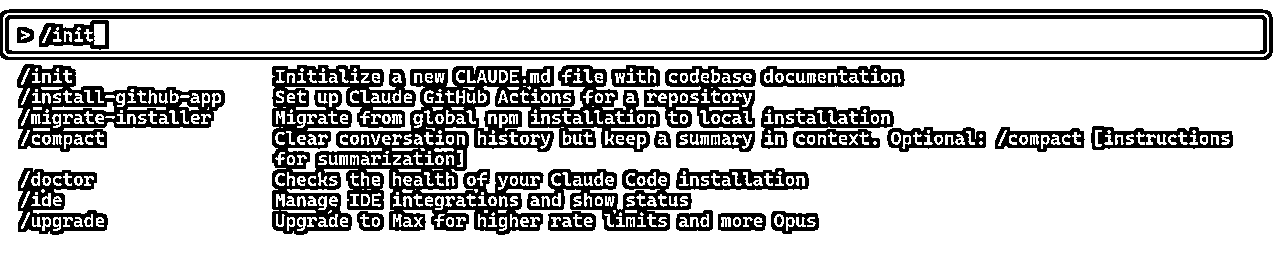 > /init
/init Initialize a new CLAUDE.md file with codebase documentation
/install-github-app Set up Claude GitHub Actions for a repository
/migrate-installer Migrate from global npm installation to local installation
/compact Clear conversation history but keep a summary in context. Optional: /compact [instructions
for summarization]
/doctor Checks the health of your Claude Code installation
/ide Manage IDE integrations and show status
/upgrade Upgrade to Max for higher rate limits and more Opus